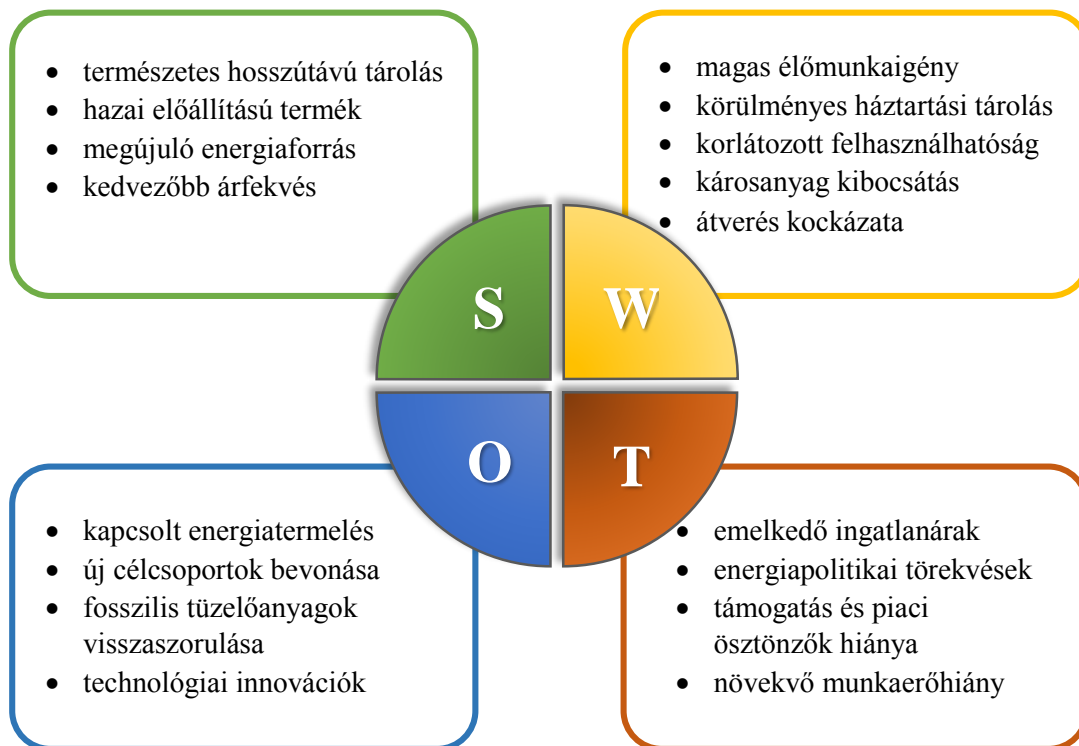 • természetes hosszútávú tárolás
• hazai előállítású termék
• megújuló energiaforrás
• kedvezőbb árfekvés
• magas élőmunkaigény
• körülményes háztartási tárolás
• korlátozott felhasználhatóság
• károsanyag kibocsátás
• átverés kockázata
S
W
O
T
• kapcsolt energiatermelés
• új célcsoportok bevonása
• fosszilis tüzelőanyagok
visszaszorulása
• technológiai innovációk
• emelkedő ingatlanárak
• energiapolitikai törekvések
• támogatás és piaci
ösztönzők hiánya
• növekvő munkaerőhiány